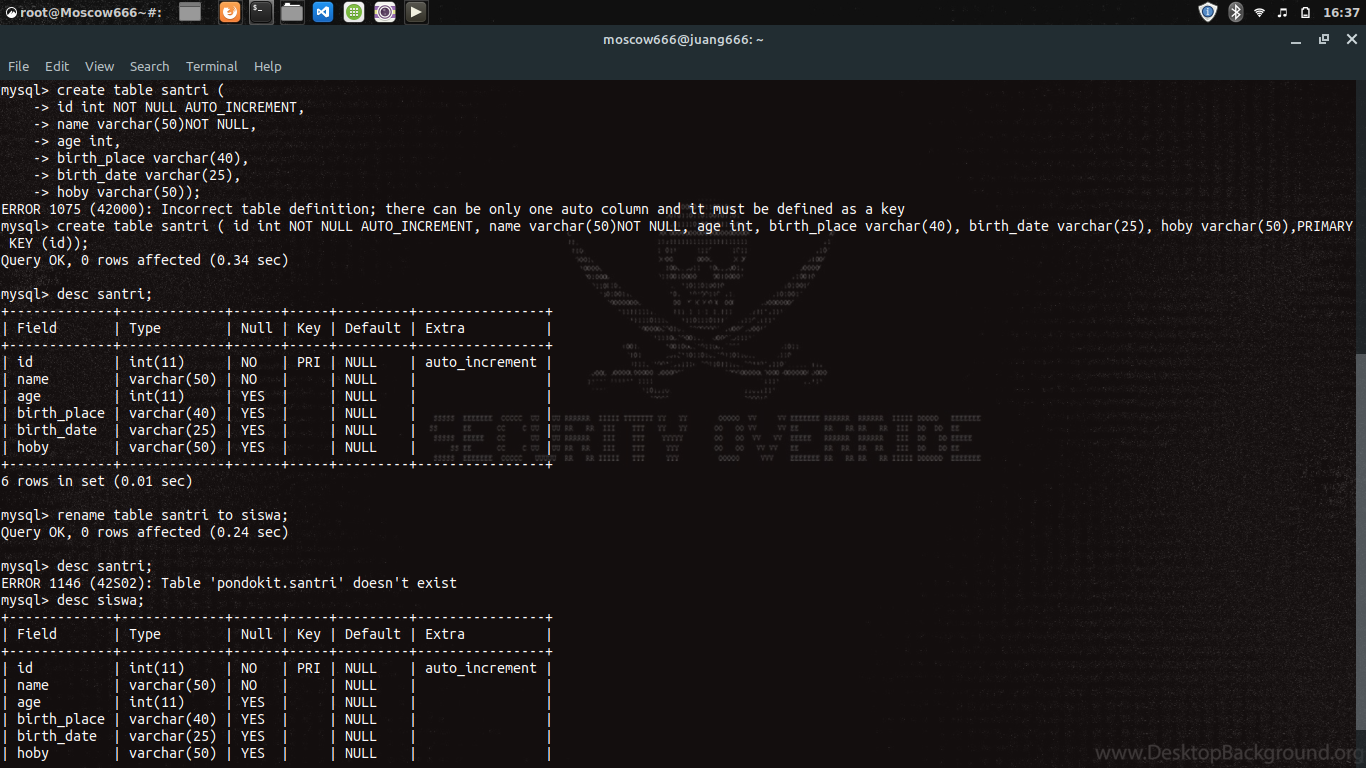 root@Moscow666~#:
16:37
moscow666@juang666: ~
File Edit View Search Terminal Help
mysql> create table santri (
    -> id int NOT NULL AUTO_INCREMENT,
    -> name varchar(50)NOT NULL,
    -> age int,
    -> birth_place varchar(40),
    -> birth_date varchar(25),
    -> hoby varchar(50));
ERROR 1075 (42000): Incorrect table definition; there can be only one auto column and it must be defined as a key
mysql> create table santri ( id int NOT NULL AUTO_INCREMENT, name varchar(50)NOT NULL, age int, birth_place varchar(40), birth_date varchar(25), hoby varchar(50),PRIMARY
 KEY (id));
Query OK, 0 rows affected (0.34 sec)
mysql> desc santri;
+-------------+-------------+------+-----+---------+----------------+
| Field       | Type        | Null | Key | Default | Extra          |
+-------------+-------------+------+-----+---------+----------------+
| id          | int(11)     | NO   | PRI | NULL    | auto_increment |
| name        | varchar(50) | NO   |     | NULL    |                |
| age         | int(11)     | YES  |     | NULL    |                |
| birth_place | varchar(40) | YES  |     | NULL    |                |
| birth_date  | varchar(25) | YES  |     | NULL    |                |
| hoby        | varchar(50) | YES  |     | NULL    |                |
+-------------+-------------+------+-----+---------+----------------+
6 rows in set (0.01 sec)
mysql> rename table santri to siswa;
Query OK, 0 rows affected (0.24 sec)
mysql> desc santri;
ERROR 1146 (42S02): Table 'pondokit.santri' doesn't exist
mysql> desc siswa;
+-------------+-------------+------+-----+---------+----------------+
| Field       | Type        | Null | Key | Default | Extra          |
+-------------+-------------+------+-----+---------+----------------+
| id          | int(11)     | NO   | PRI | NULL    | auto_increment |
| name        | varchar(50) | NO   |     | NULL    |                |
| age         | int(11)     | YES  |     | NULL    |                |
| birth_place | varchar(40) | YES  |     | NULL    |                |
| birth_date  | varchar(25) | YES  |     | NULL    |                |
| hoby        | varchar(50) | YES  |     | NULL    |                |
www.DesktopBackground.org